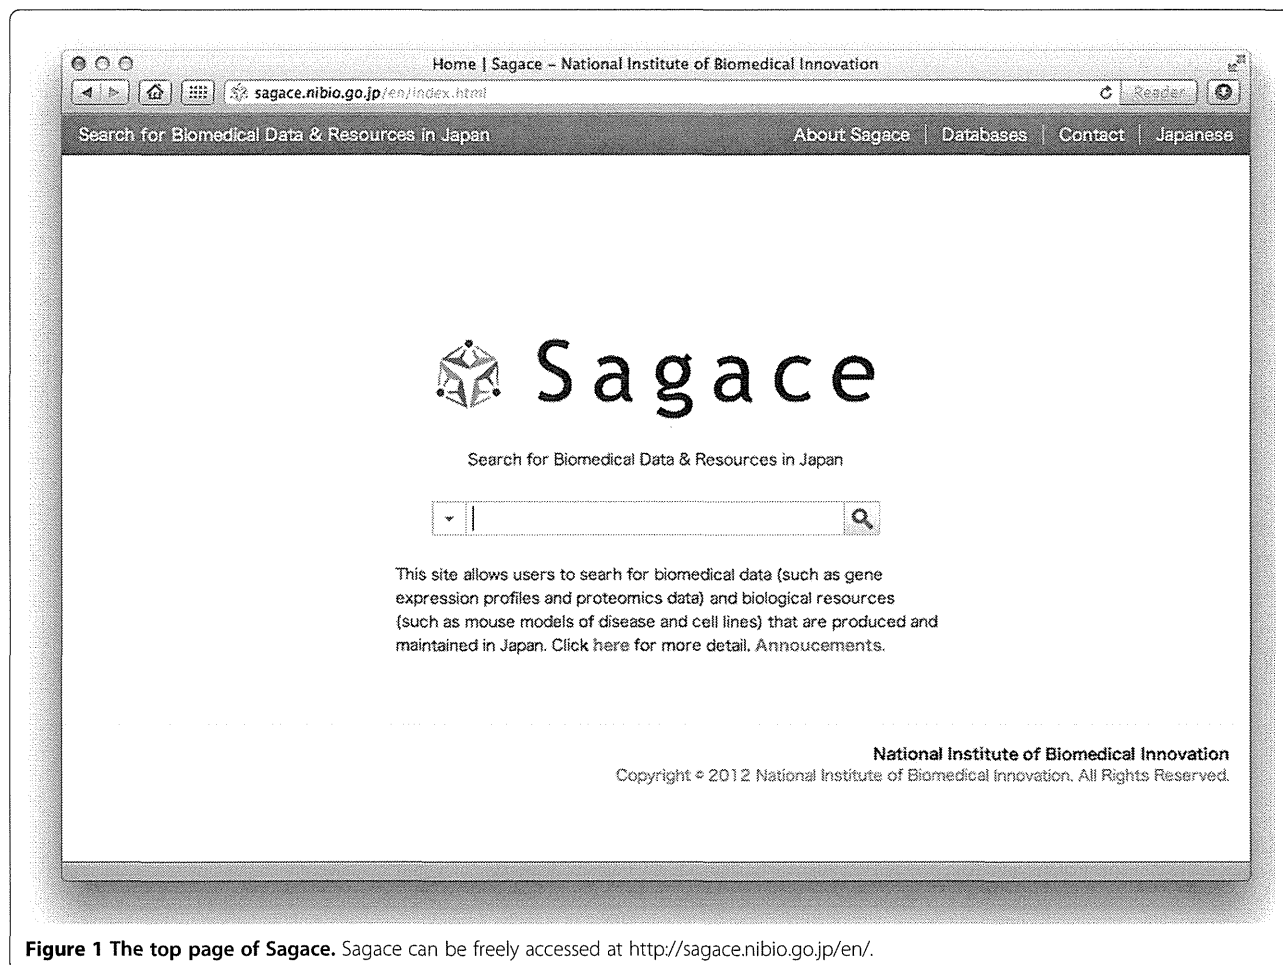 Home | Sagace – National Institute of Biomedical Innovation
sagace.nibio.go.jp/en/index.html
Reader
Search for Biomedical Data & Resources in Japan
About Sagace | Databases | Contact | Japanese
Sagace
Search for Biomedical Data & Resources in Japan
This site allows users to searh for biomedical data (such as gene
expression profiles and proteomics data) and biological resources
(such as mouse models of disease and cell lines) that are produced and
maintained in Japan. Click here for more detail. Annoucements.
National Institute of Biomedical Innovation
Copyright © 2012 National Institute of Biomedical Innovation. All Rights Reserved.
Figure 1 The top page of Sagace. Sagace can be freely accessed at http://sagace.nibio.go.jp/en/.